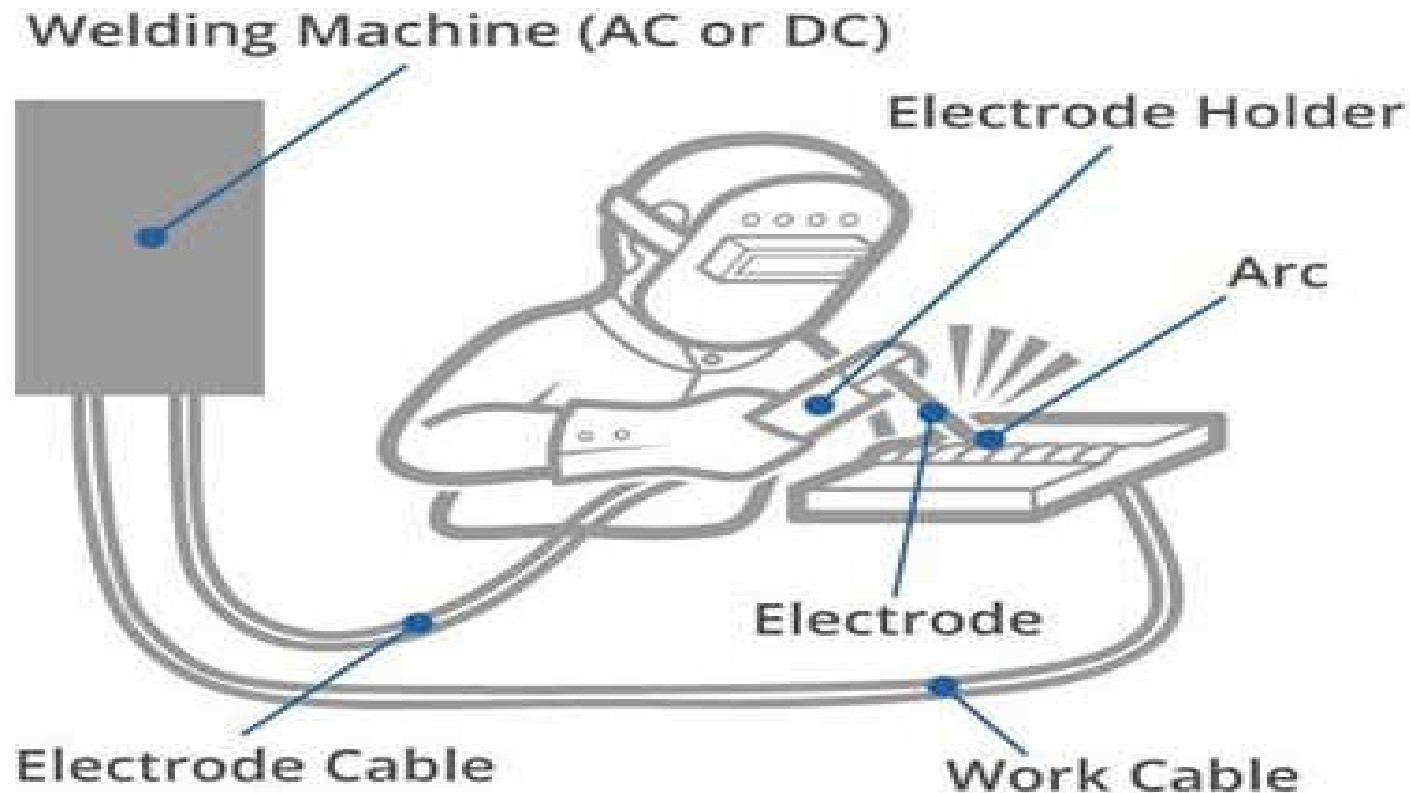 Welding Machine (AC or DC)
Electrode Holder
Arc
Electrode
Electrode Cable
Work Cable